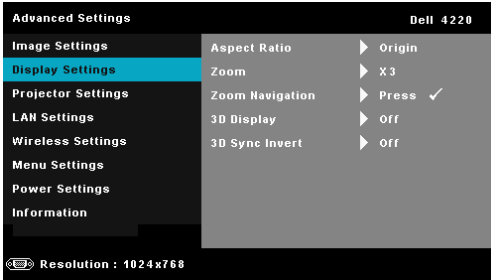 Advanced Settings Dell 4220
Image Settings
Display Settings
Projector Settings
LAN Settings
Wireless Settings
Menu Settings
Power Settings
Information
Aspect Ratio Origin
Zoom X3
Zoom Navigation Press ✓
3D Display Off
3D Sync Invert Off
Resolution : 1024x768